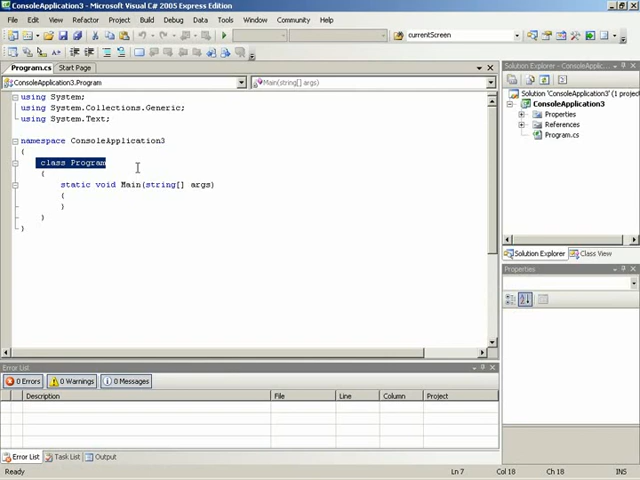 ConsoleApplication3 - Microsoft Visual C# 2005 Express Edition
File Edit View Refactor Project Build Debug Data Tools Window Community Help
currentScreen
Program.cs Start Page
ConsoleApplication3.Program Main(string[] args)
using System;
using System.Collections.Generic;
using System.Text;
namespace ConsoleApplication3
{
class Program
{
static void Main(string[] args)
{
}
}
}
Solution Explorer - ConsoleApplic...
Solution 'ConsoleApplication3' (1 project
ConsoleApplication3
Properties
References
Program.cs
Solution Explorer Class View
Properties
Error List
0 Errors 0 Warnings 0 Messages
Description File Line Column Project
Error List Task List Output
Ready Ln 7 Col 18 Ch 18 INS